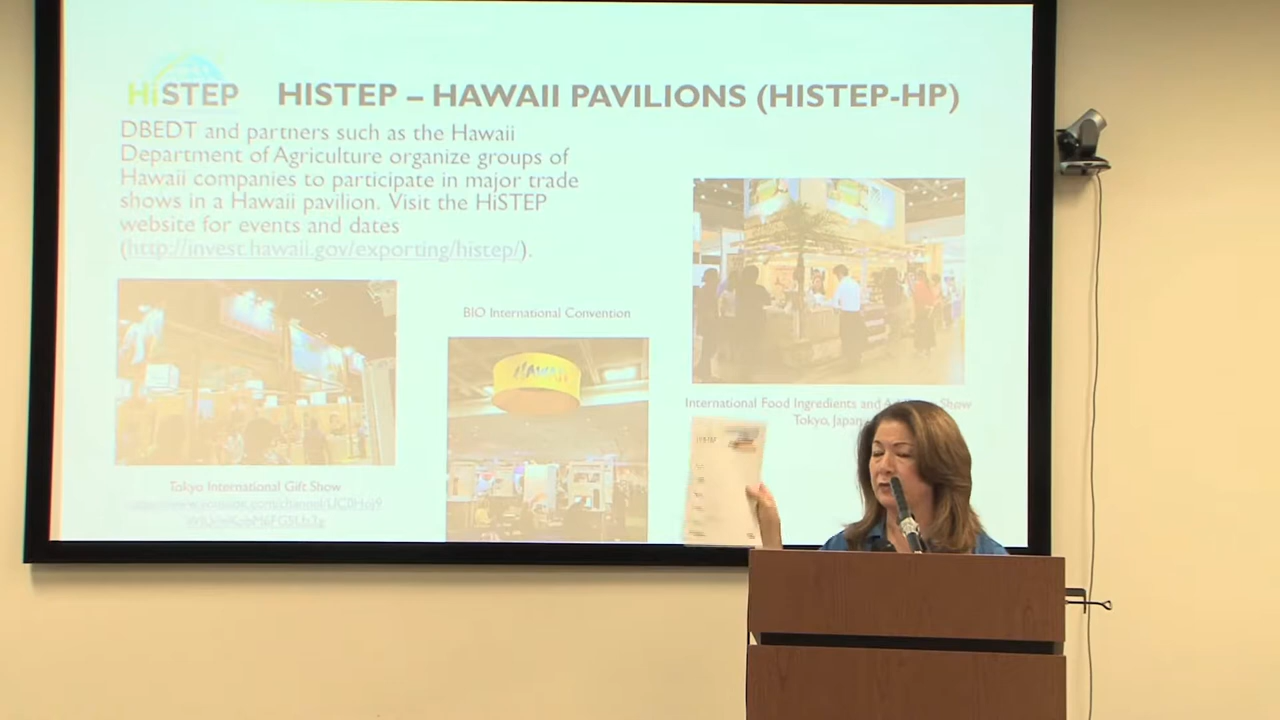 HiSTEP
HISTEP – HAWAII PAVILIONS (HISTEP-HP)
DBEDT and partners such as the Hawaii
Department of Agriculture organize groups of
Hawaii companies to participate in major trade
shows in a Hawaii pavilion. Visit the HiSTEP
website for events and dates
(http://invest.hawaii.gov/exporting/histep/).
BIO International Convention
HAWAII
International Food Ingredients and Show
Tokyo, Japan
Tokyo International Gift Show